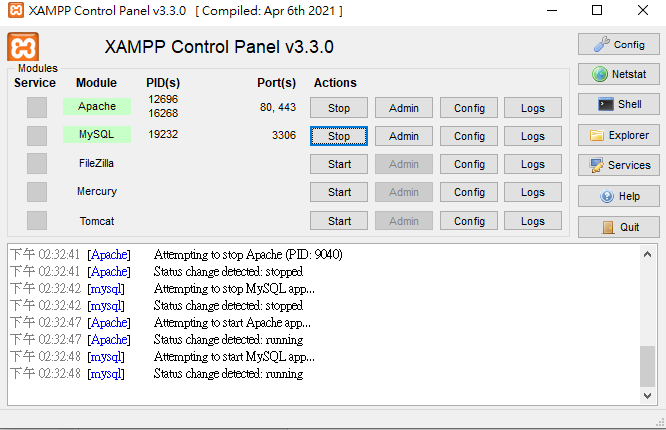 XAMPP Control Panel v3.3.0 [ Compiled: Apr 6th 2021 ]
XAMPP Control Panel v3.3.0
Config
Modules
Service Module PID(s) Port(s) Actions
Netstat
Apache 12696 16268 80, 443 Stop Admin Config Logs
Shell
MySQL 19232 3306 Stop Admin Config Logs
Explorer
FileZilla Start Admin Config Logs
Services
Mercury Start Admin Config Logs
Help
Tomcat Start Admin Config Logs
Quit
下午 02:32:41 [Apache] Attempting to stop Apache (PID: 9040)
下午 02:32:41 [Apache] Status change detected: stopped
下午 02:32:42 [mysql] Attempting to stop MySQL app...
下午 02:32:42 [mysql] Status change detected: stopped
下午 02:32:47 [Apache] Attempting to start Apache app...
下午 02:32:47 [Apache] Status change detected: running
下午 02:32:48 [mysql] Attempting to start MySQL app...
下午 02:32:48 [mysql] Status change detected: running